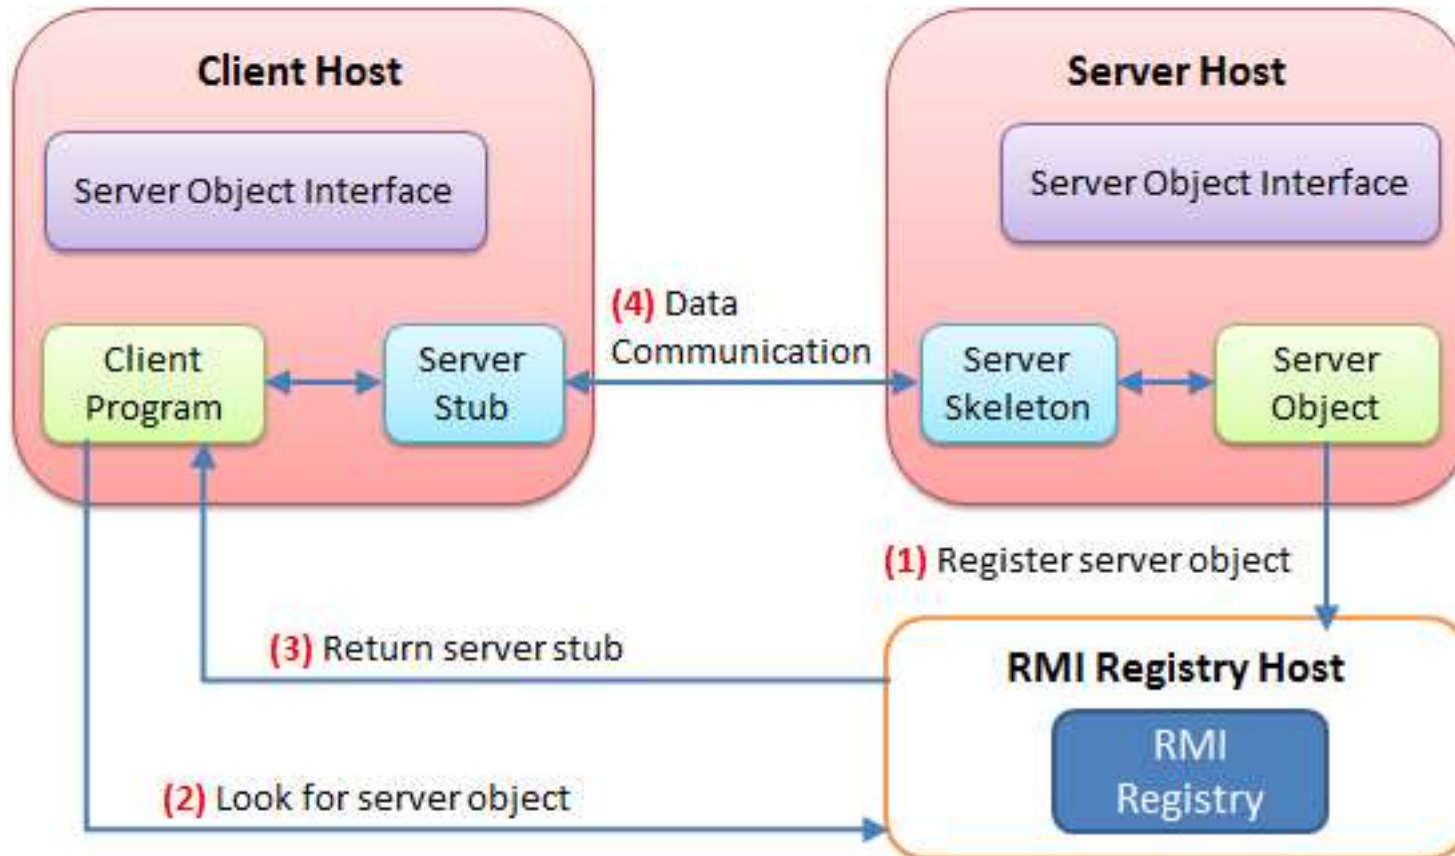 Client Host
Server Object Interface
Client
Program
Server
Stub
(4) Data
Communication
Server Host
Server Object Interface
Server
Skeleton
Server
Object
(1) Register server object
(3) Return server stub
(2) Look for server object
RMI Registry Host
RMI
Registry